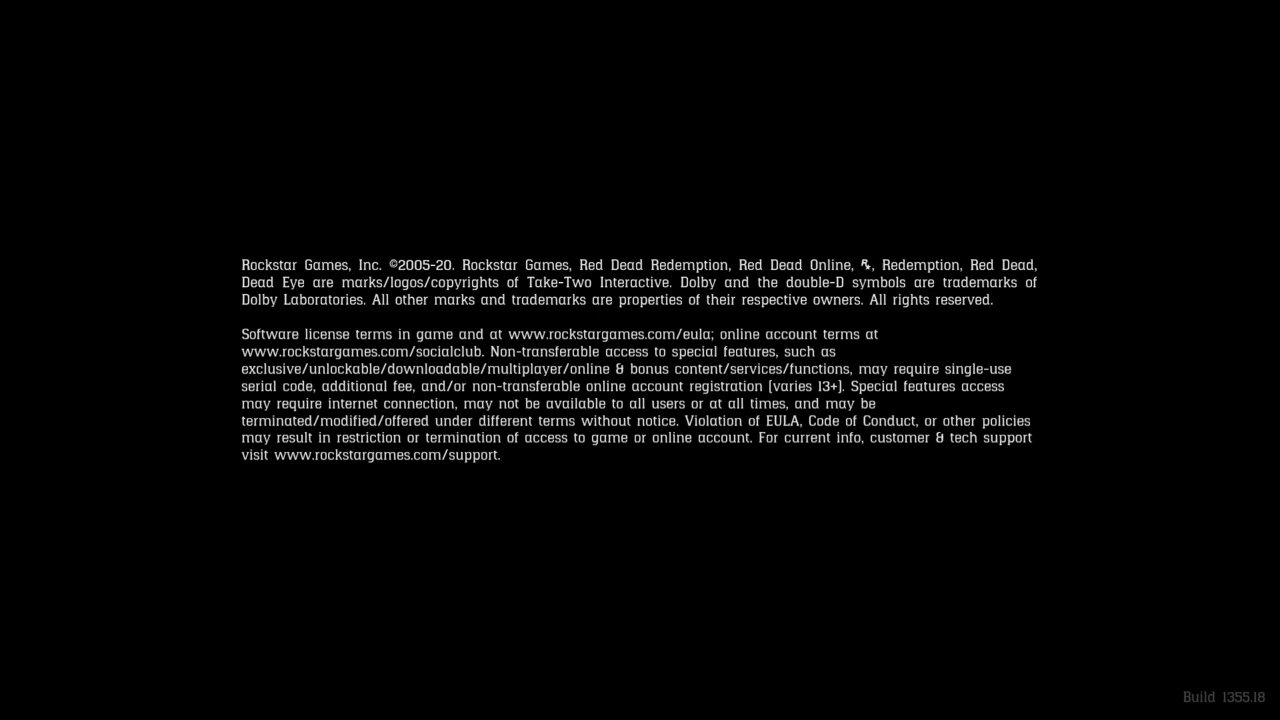 Rockstar Games, Inc. ©2005-20. Rockstar Games, Red Dead Redemption, Red Dead Online, R★, Redemption, Red Dead,
Dead Eye are marks/logos/copyrights of Take-Two Interactive. Dolby and the double-D symbols are trademarks of
Dolby Laboratories. All other marks and trademarks are properties of their respective owners. All rights reserved.
Software license terms in game and at www.rockstargames.com/eula; online account terms at
www.rockstargames.com/socialclub. Non-transferable access to special features, such as
exclusive/unlockable/downloadable/multiplayer/online & bonus content/services/functions, may require single-use
serial code, additional fee, and/or non-transferable online account registration [varies 13+]. Special features access
may require internet connection, may not be available to all users or at all times, and may be
terminated/modified/offered under different terms without notice. Violation of EULA, Code of Conduct, or other policies
may result in restriction or termination of access to game or online account. For current info, customer & tech support
visit www.rockstargames.com/support.
Build 1355.18